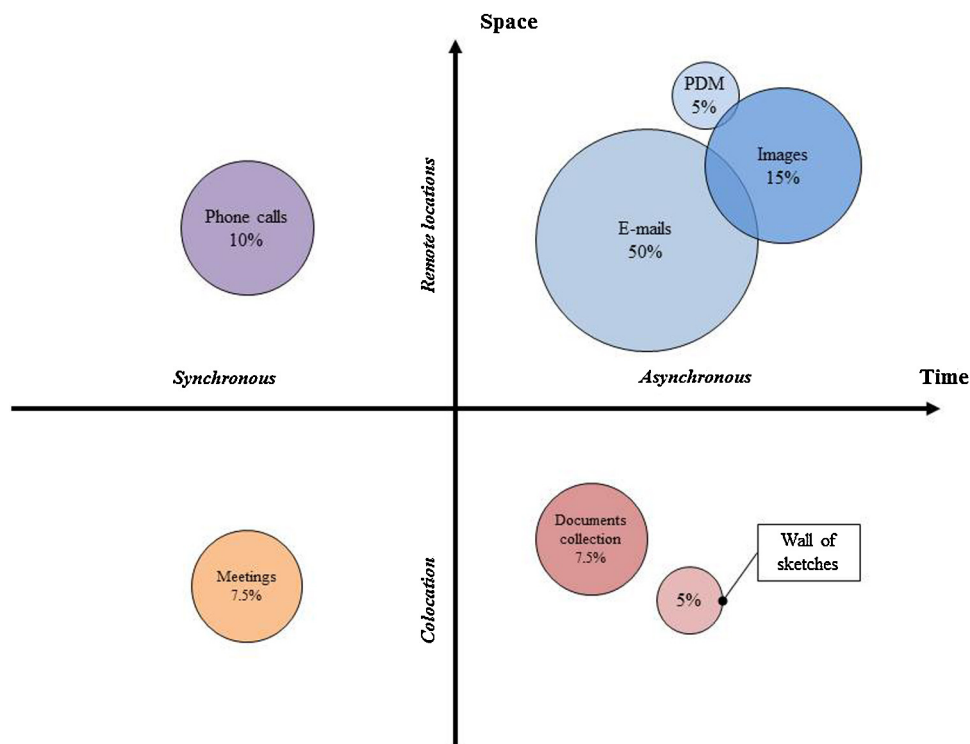 Space
PDM
5%
Images
15%
Remote locations
Phone calls
10%
E-mails
50%
Synchronous
Asynchronous
Time
Documents
collection
7.5%
Wall of
sketches
Meetings
7.5%
5%
Colocation